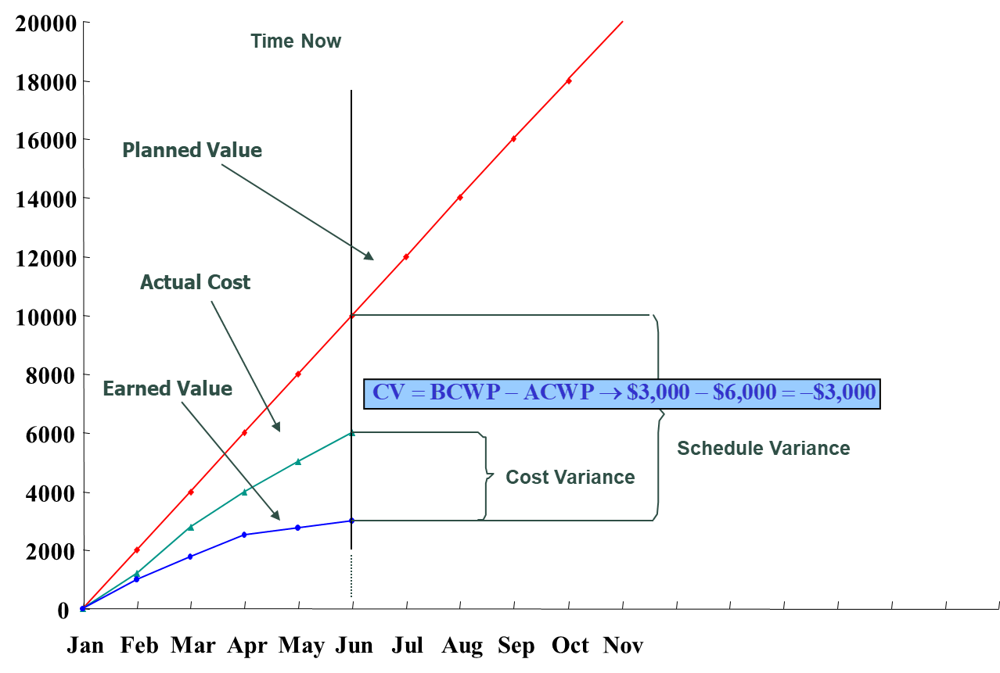 20000
Time Now
18000
Planned Value
16000
14000
12000
Actual Cost
10000
8000
Earned Value
CV = BCWP – ACWP → $3,000 – $6,000 = –$3,000
6000
Schedule Variance
Cost Variance
4000
2000
0
Jan Feb Mar Apr May Jun Jul Aug Sep Oct Nov